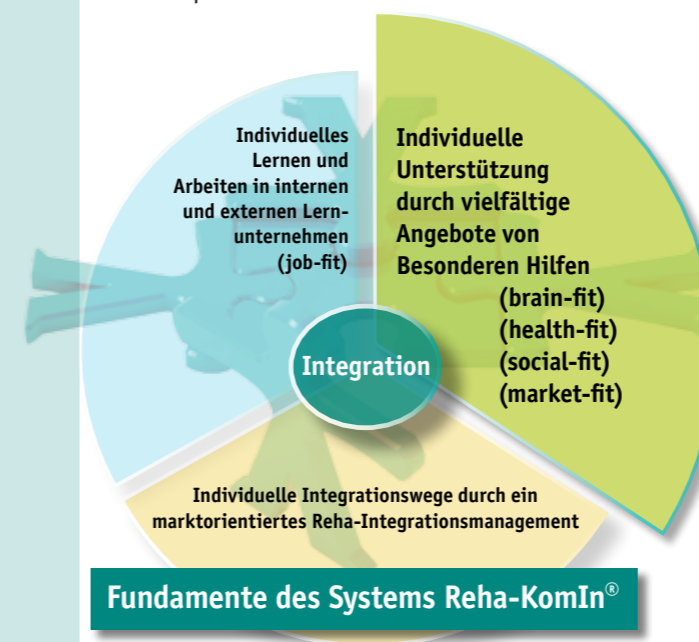 Individuelles
Lernen und
Arbeiten in internen
und externen Lern-
unternehmen
(job-fit)
Individuelle
Unterstützung
durch vielfältige
Angebote von
Besonderen Hilfen
(brain-fit)
(health-fit)
(social-fit)
(market-fit)
Integration
Individuelle Integrationswege durch ein
marktorientiertes Reha-Integrationsmanagement
Fundamente des Systems Reha-KomIn®